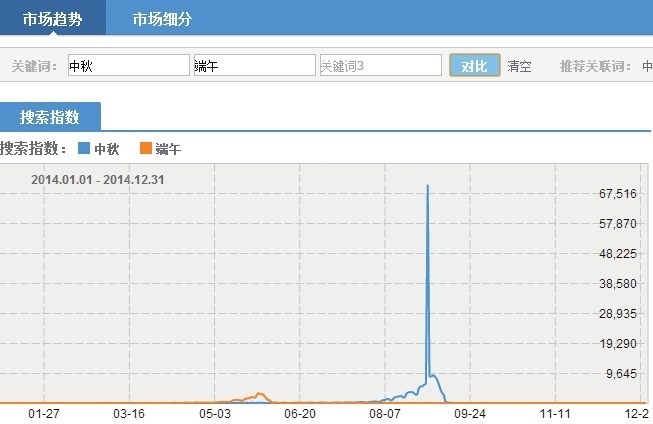 市场趋势 市场细分
关键词： 中秋 端午 关键词3 对比 清空 推荐关联词： 中
搜索指数
搜索指数： 中秋 端午
2014.01.01 - 2014.12.31
67,516
57,870
48,225
38,580
28,935
19,290
9,645
01-27 03-16 05-03 06-20 08-07 09-24 11-11 12-2